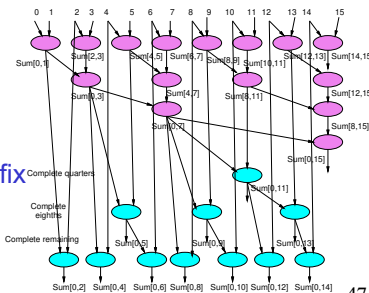 0 1 2 3 4 5 6 7 8 9 10 11 12 13 14 15
Sum[0,1] Sum[2,3] Sum[4,5] Sum[6,7] Sum[8,9] Sum[10,11] Sum[12,13] Sum[14,15
Sum[0,3] Sum[4,7] Sum[8,11] Sum[12,15
Sum[0,7] Sum[8,15]
Sum[0,15]
fix
Complete quarters
Sum[0,11]
Complete
eighths
Sum[0,5] Sum[0,9] Sum[0,13]
Complete remaining
Sum[0,2] Sum[0,4] Sum[0,6] Sum[0,8] Sum[0,10] Sum[0,12] Sum[0,14]
47